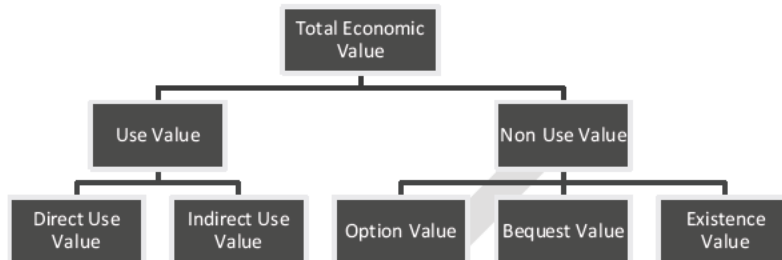 Total Economic
Value
Use Value
Non Use Value
Direct Use
Value
Indirect Use
Value
Option Value
Bequest Value
Existence
Value